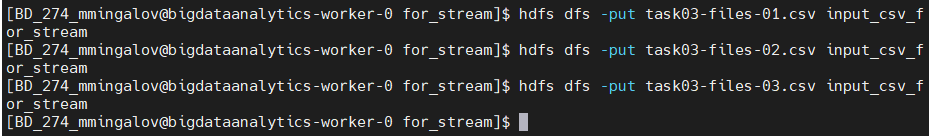 [BD_274_mmingalov@bigdataanalytics-worker-0 for_stream]$ hdfs dfs -put task03-files-01.csv input_csv_f
or_stream
[BD_274_mmingalov@bigdataanalytics-worker-0 for_stream]$ hdfs dfs -put task03-files-02.csv input_csv_f
or_stream
[BD_274_mmingalov@bigdataanalytics-worker-0 for_stream]$ hdfs dfs -put task03-files-03.csv input_csv_f
or_stream
[BD_274_mmingalov@bigdataanalytics-worker-0 for_stream]$